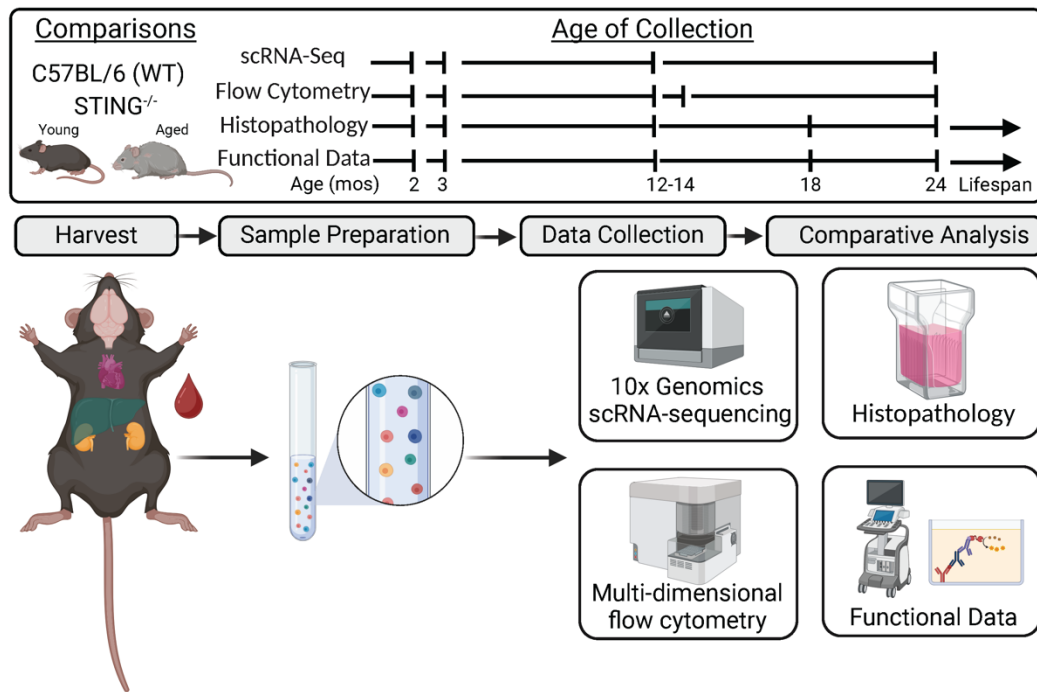 Comparisons
C57BL/6 (WT)
STING-/-
Young
Aged
Age of Collection
scRNA-Seq
Flow Cytometry
Histopathology
Functional Data
Age (mos)
2
3
12-14
18
24
Lifespan
Harvest
Sample Preparation
Data Collection
Comparative Analysis
10x Genomics
scRNA-sequencing
Histopathology
Multi-dimensional
flow cytometry
Functional Data